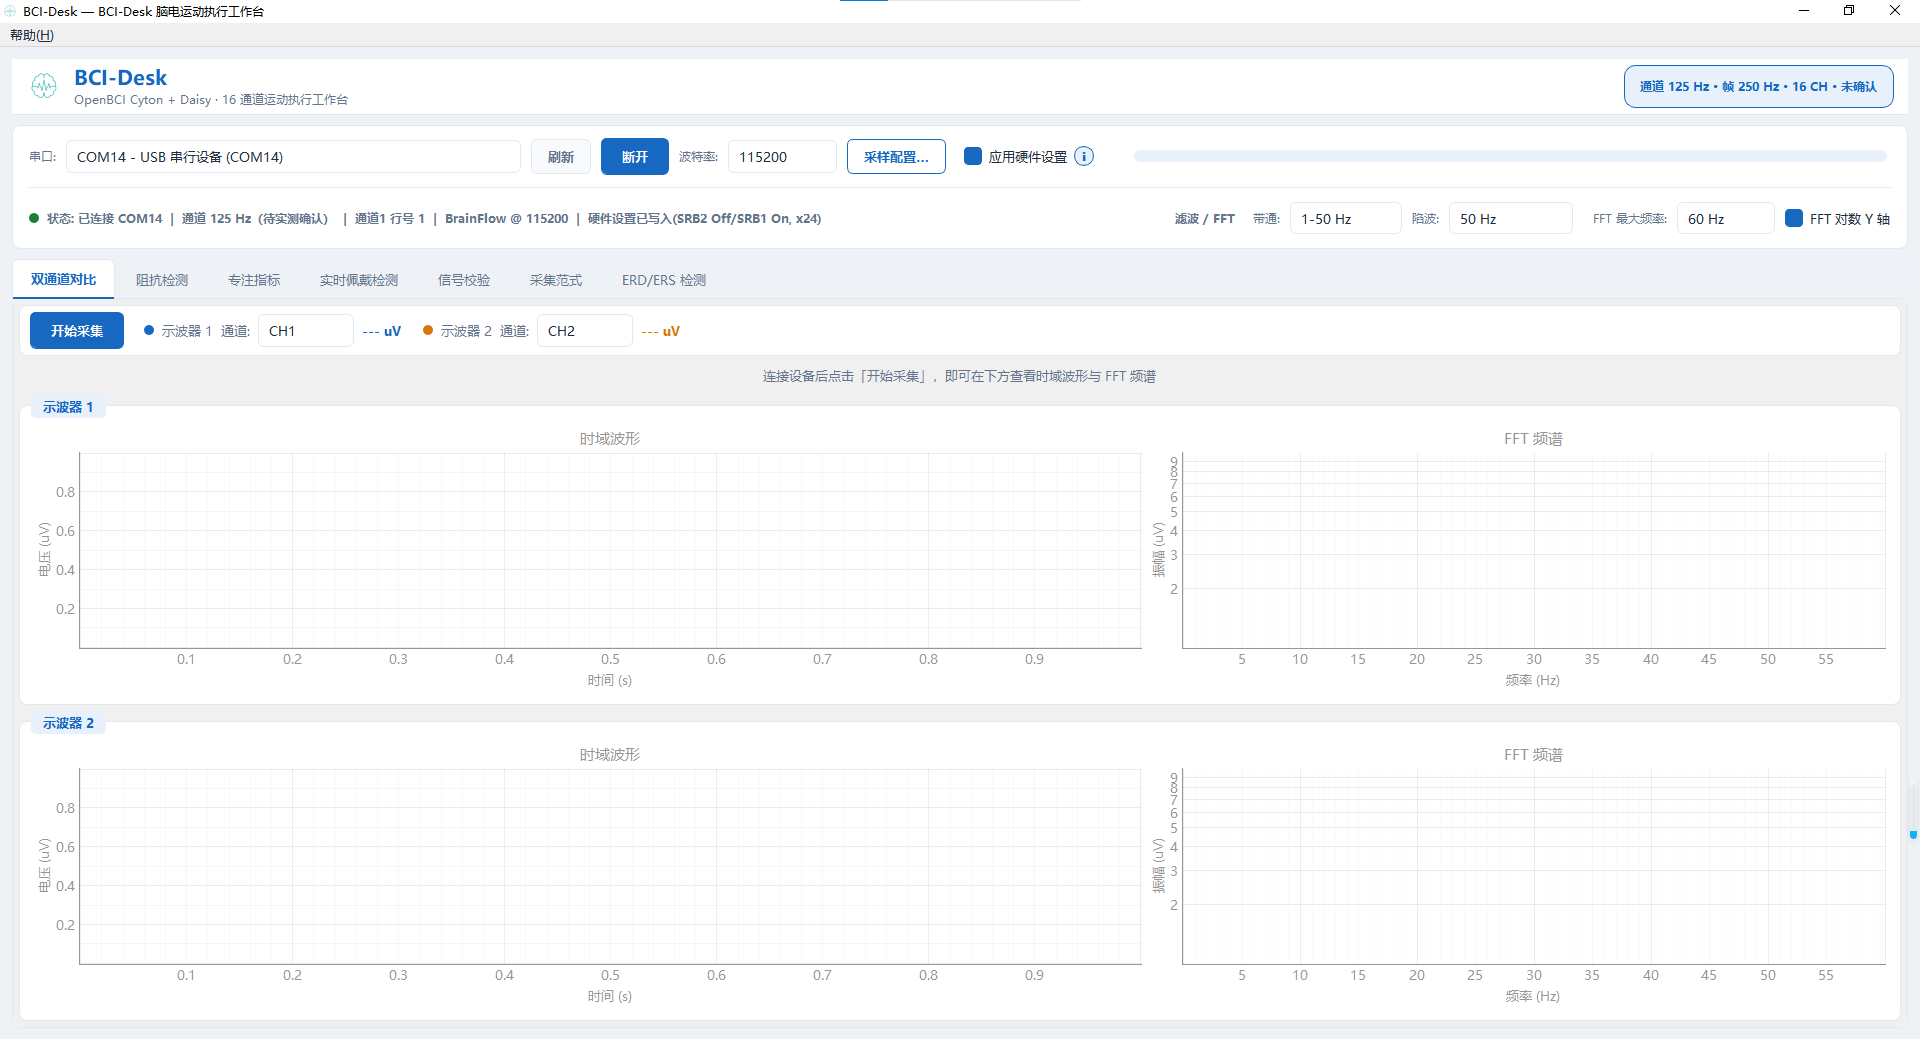 BCI-Desk — BCI-Desk 脑电运动执行工作台
帮助(H)
BCI-Desk
OpenBCI Cyton + Daisy · 16 通道运动执行工作台
通道 125 Hz • 帧 250 Hz • 16 CH • 未确认
串口: COM14 - USB 串行设备 (COM14) 刷新 断开 波特率: 115200 采样配置... 应用硬件设置 i
状态: 已连接 COM14 | 通道 125 Hz（待实测确认） | 通道1 行号 1 | BrainFlow @ 115200 | 硬件设置已写入(SRB2 Off/SRB1 On, x24)
滤波 / FFT 带通: 1-50 Hz 陷波: 50 Hz FFT 最大频率: 60 Hz FFT 对数 Y 轴
双通道对比 阻抗检测 专注指标 实时佩戴检测 信号校验 采集范式 ERD/ERS 检测
开始采集 示波器 1 通道: CH1 --- uV 示波器 2 通道: CH2 --- uV
连接设备后点击「开始采集」，即可在下方查看时域波形与 FFT 频谱
示波器 1
时域波形
电压 (uV)
0.8
0.6
0.4
0.2
0.1 0.2 0.3 0.4 0.5 0.6 0.7 0.8 0.9
时间 (s)
FFT 频谱
振幅 (uV)
9
8
7
6
5
4
3
2
5 10 15 20 25 30 35 40 45 50 55
频率 (Hz)
示波器 2
时域波形
电压 (uV)
0.8
0.6
0.4
0.2
0.1 0.2 0.3 0.4 0.5 0.6 0.7 0.8 0.9
时间 (s)
FFT 频谱
振幅 (uV)
9
8
7
6
5
4
3
2
5 10 15 20 25 30 35 40 45 50 55
频率 (Hz)